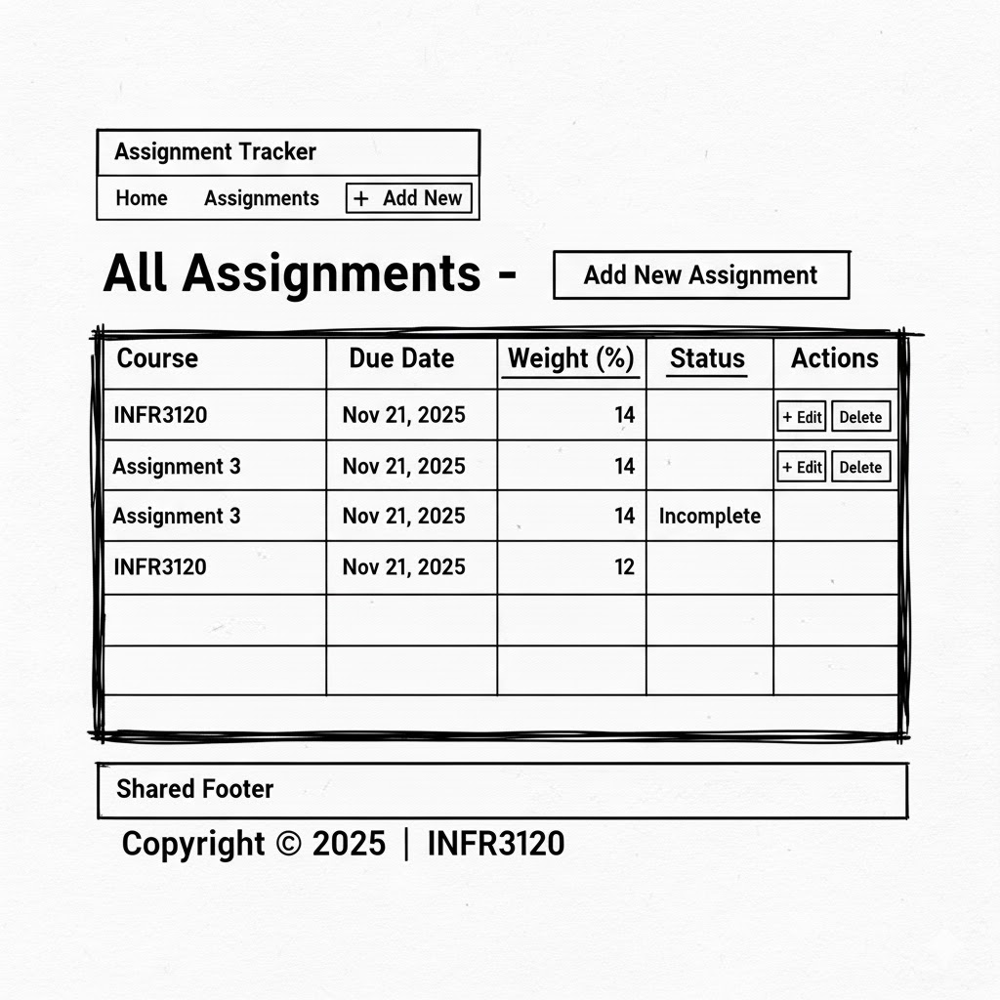 Assignment Tracker
Home Assignments + Add New
All Assignments - Add New Assignment
Course Due Date Weight (%) Status Actions
INFR3120 Nov 21, 2025 14 + Edit Delete
Assignment 3 Nov 21, 2025 14 + Edit Delete
Assignment 3 Nov 21, 2025 14 Incomplete
INFR3120 Nov 21, 2025 12
Shared Footer
Copyright © 2025 | INFR3120